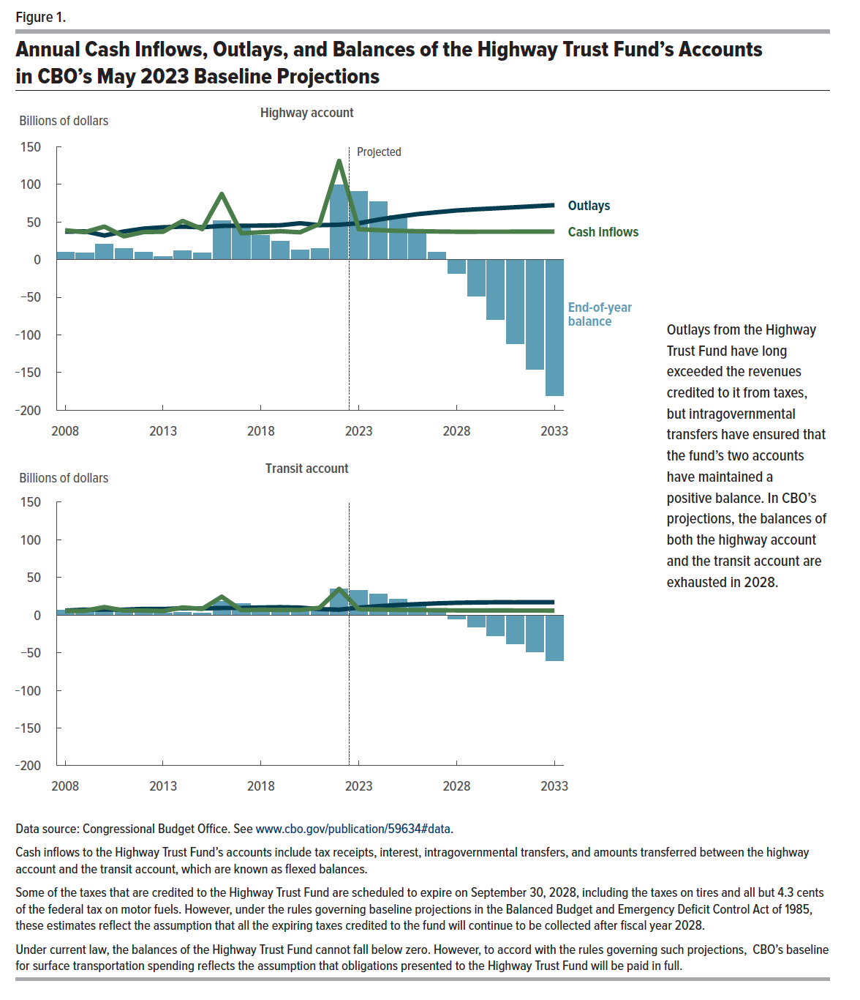 Figure 1.
Annual Cash Inflows, Outlays, and Balances of the Highway Trust Fund’s Accounts
in CBO’s May 2023 Baseline Projections
Highway account
Billions of dollars
150
Projected
100
Outlays
50
Cash inflows
0
−50
End-of-year
balance
−100
−150
−200
2008 2013 2018 2023 2028 2033
Transit account
Billions of dollars
150
100
50
0
−50
−100
−150
−200
2008 2013 2018 2023 2028 2033
Outlays from the Highway
Trust Fund have long
exceeded the revenues
credited to it from taxes,
but intragovernmental
transfers have ensured that
the fund’s two accounts
have maintained a
positive balance. In CBO’s
projections, the balances of
both the highway account
and the transit account are
exhausted in 2028.
Data source: Congressional Budget Office. See www.cbo.gov/publication/59634#data.
Cash inflows to the Highway Trust Fund’s accounts include tax receipts, interest, intragovernmental transfers, and amounts transferred between the highway
account and the transit account, which are known as flexed balances.
Some of the taxes that are credited to the Highway Trust Fund are scheduled to expire on September 30, 2028, including the taxes on tires and all but 4.3 cents
of the federal tax on motor fuels. However, under the rules governing baseline projections in the Balanced Budget and Emergency Deficit Control Act of 1985,
these estimates reflect the assumption that all the expiring taxes credited to the fund will continue to be collected after fiscal year 2028.
Under current law, the balances of the Highway Trust Fund cannot fall below zero. However, to accord with the rules governing such projections, CBO’s baseline
for surface transportation spending reflects the assumption that obligations presented to the Highway Trust Fund will be paid in full.